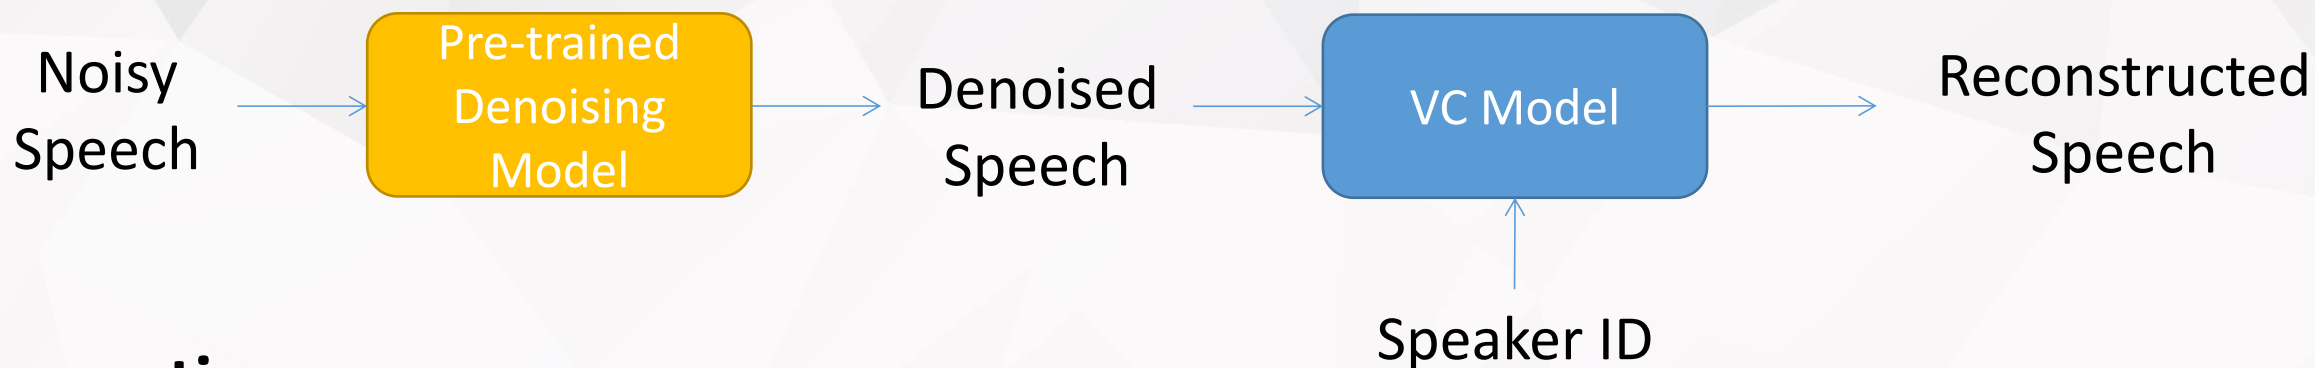 Noisy
Speech
Pre-trained
Denoising
Model
Denoised
Speech
VC Model
Reconstructed
Speech
Speaker ID